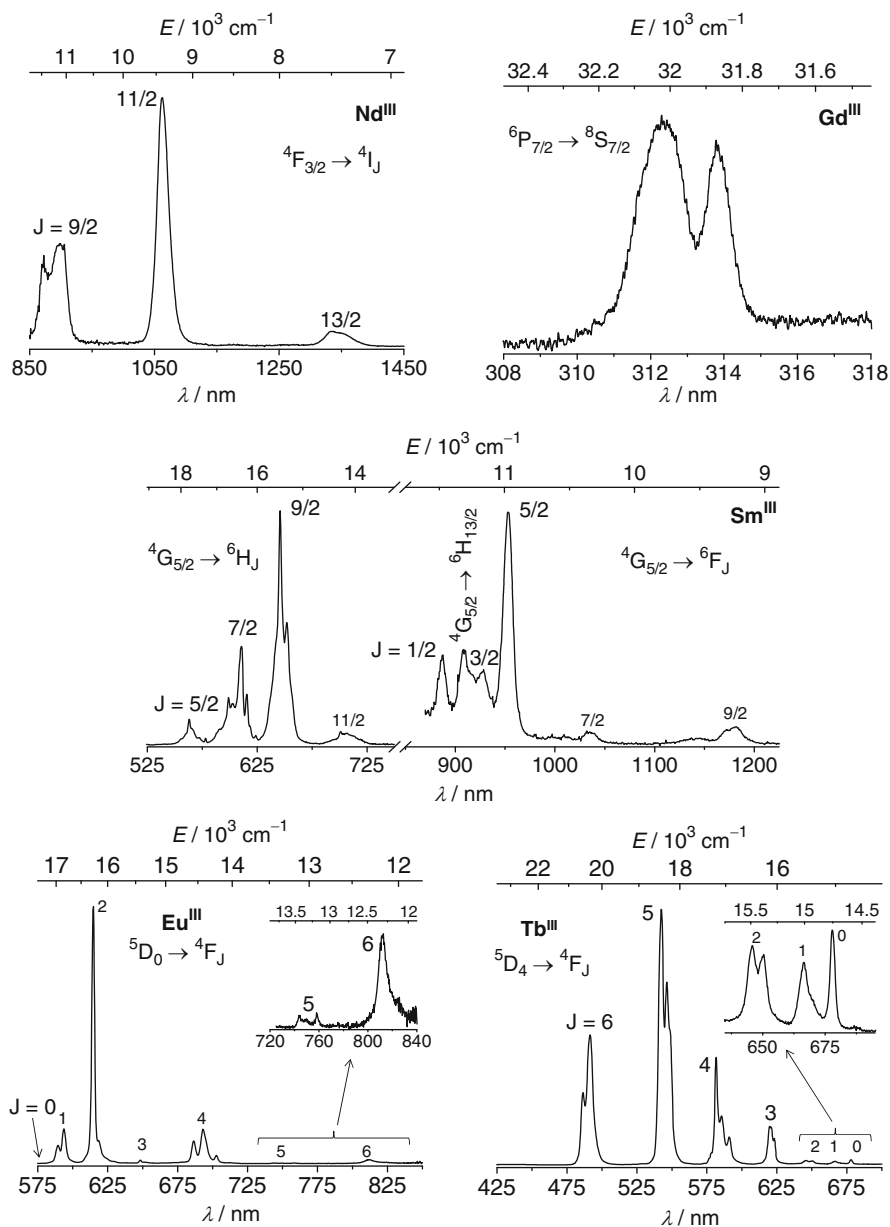 E / 10³ cm⁻¹
11 10 9 8 7
11/2
Nd^III
⁴F₃/₂ → ⁴I_J
J = 9/2
13/2
850 1050 1250 1450
λ / nm
E / 10³ cm⁻¹
32.4 32.2 32 31.8 31.6
Gd^III
⁶P₇/₂ → ⁸S₇/₂
308 310 312 314 316 318
λ / nm
E / 10³ cm⁻¹
18 16 14
9/2
⁴G₅/₂ → ⁶H_J
7/2
J = 5/2
11/2
525 625 725
λ / nm
E / 10³ cm⁻¹
11 10 9
5/2
Sm^III
⁴G₅/₂ → ⁶H₁₃/₂
⁴G₅/₂ → ⁶F_J
J = 1/2
3/2
7/2
9/2
900 1000 1100 1200
λ / nm
E / 10³ cm⁻¹
17 16 15 14 13 12
2
Eu^III
⁵D₀ → ⁴F_J
13.5 13 12.5 12
6
5
720 760 800 840
J = 0
1
3
4
5
6
575 625 675 725 775 825
λ / nm
E / 10³ cm⁻¹
22 20 18 16
5
Tb^III
⁵D₄ → ⁴F_J
15.5 15 14.5
2
1
0
650 675
J = 6
4
3
2 1 0
425 475 525 575 625 675
λ / nm